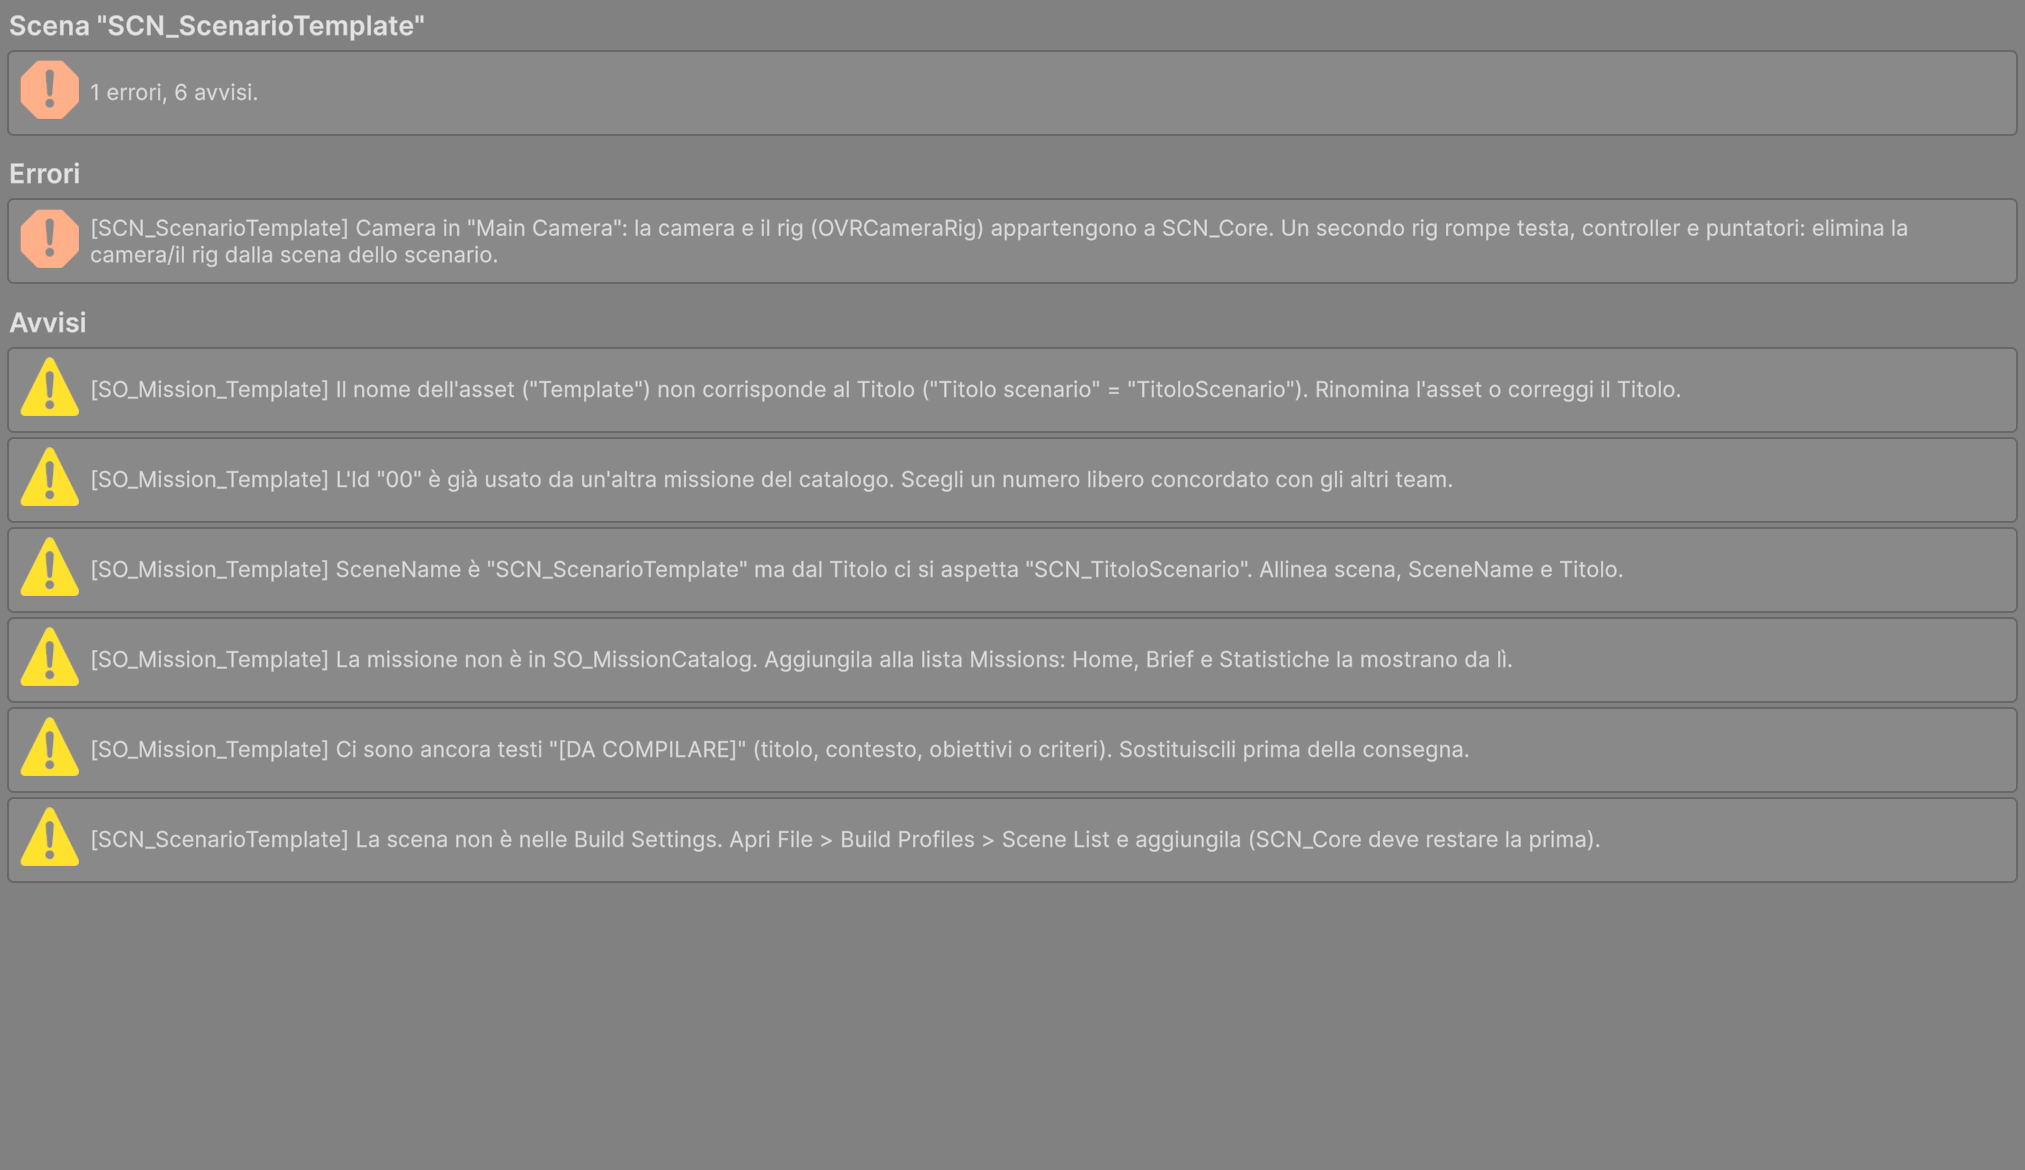 Scena "SCN_ScenarioTemplate"
1 errori, 6 avvisi.
Errori
[SCN_ScenarioTemplate] Camera in "Main Camera": la camera e il rig (OVRCameraRig) appartengono a SCN_Core. Un secondo rig rompe testa, controller e puntatori: elimina la
camera/il rig dalla scena dello scenario.
Avvisi
[SO_Mission_Template] Il nome dell'asset ("Template") non corrisponde al Titolo ("Titolo scenario" = "TitoloScenario"). Rinomina l'asset o correggi il Titolo.
[SO_Mission_Template] L'Id "00" è già usato da un'altra missione del catalogo. Scegli un numero libero concordato con gli altri team.
[SO_Mission_Template] SceneName è "SCN_ScenarioTemplate" ma dal Titolo ci si aspetta "SCN_TitoloScenario". Allinea scena, SceneName e Titolo.
[SO_Mission_Template] La missione non è in SO_MissionCatalog. Aggiungila alla lista Missions: Home, Brief e Statistiche la mostrano da lì.
[SO_Mission_Template] Ci sono ancora testi "[DA COMPILARE]" (titolo, contesto, obiettivi o criteri). Sostituiscili prima della consegna.
[SCN_ScenarioTemplate] La scena non è nelle Build Settings. Apri File > Build Profiles > Scene List e aggiungila (SCN_Core deve restare la prima).